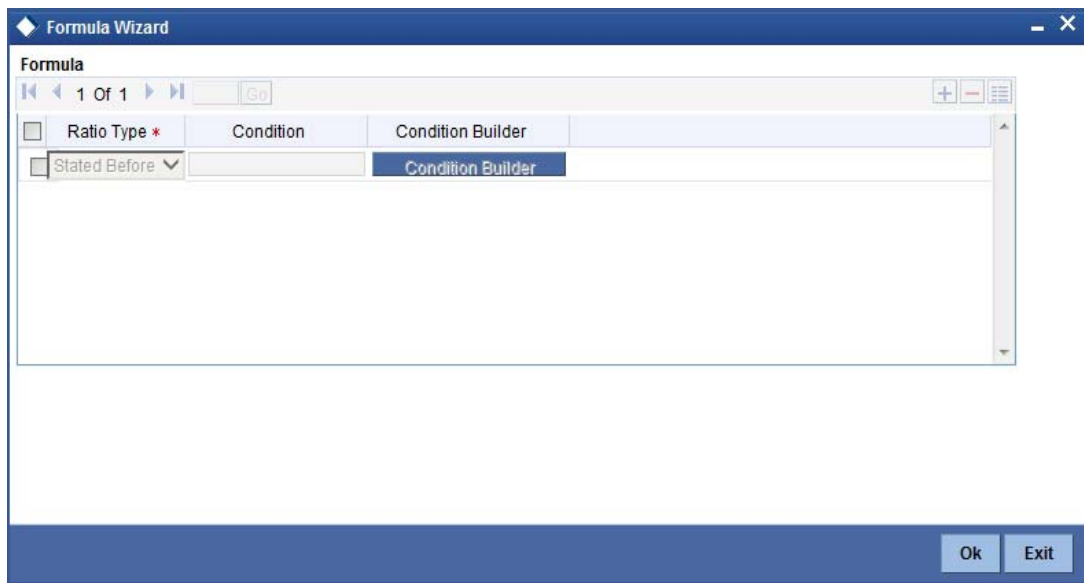 Formula Wizard
Formula
1 Of 1 Go
Ratio Type * Condition Condition Builder
Stated Before Condition Builder
Ok Exit